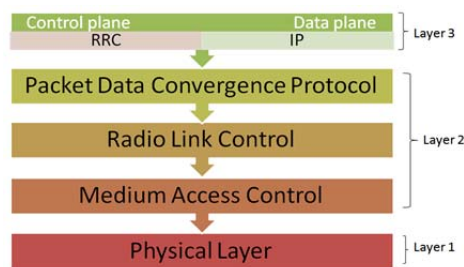 Control plane Data plane
RRC IP
Layer 3
Packet Data Convergence Protocol
Radio Link Control
Layer 2
Medium Access Control
Physical Layer
Layer 1